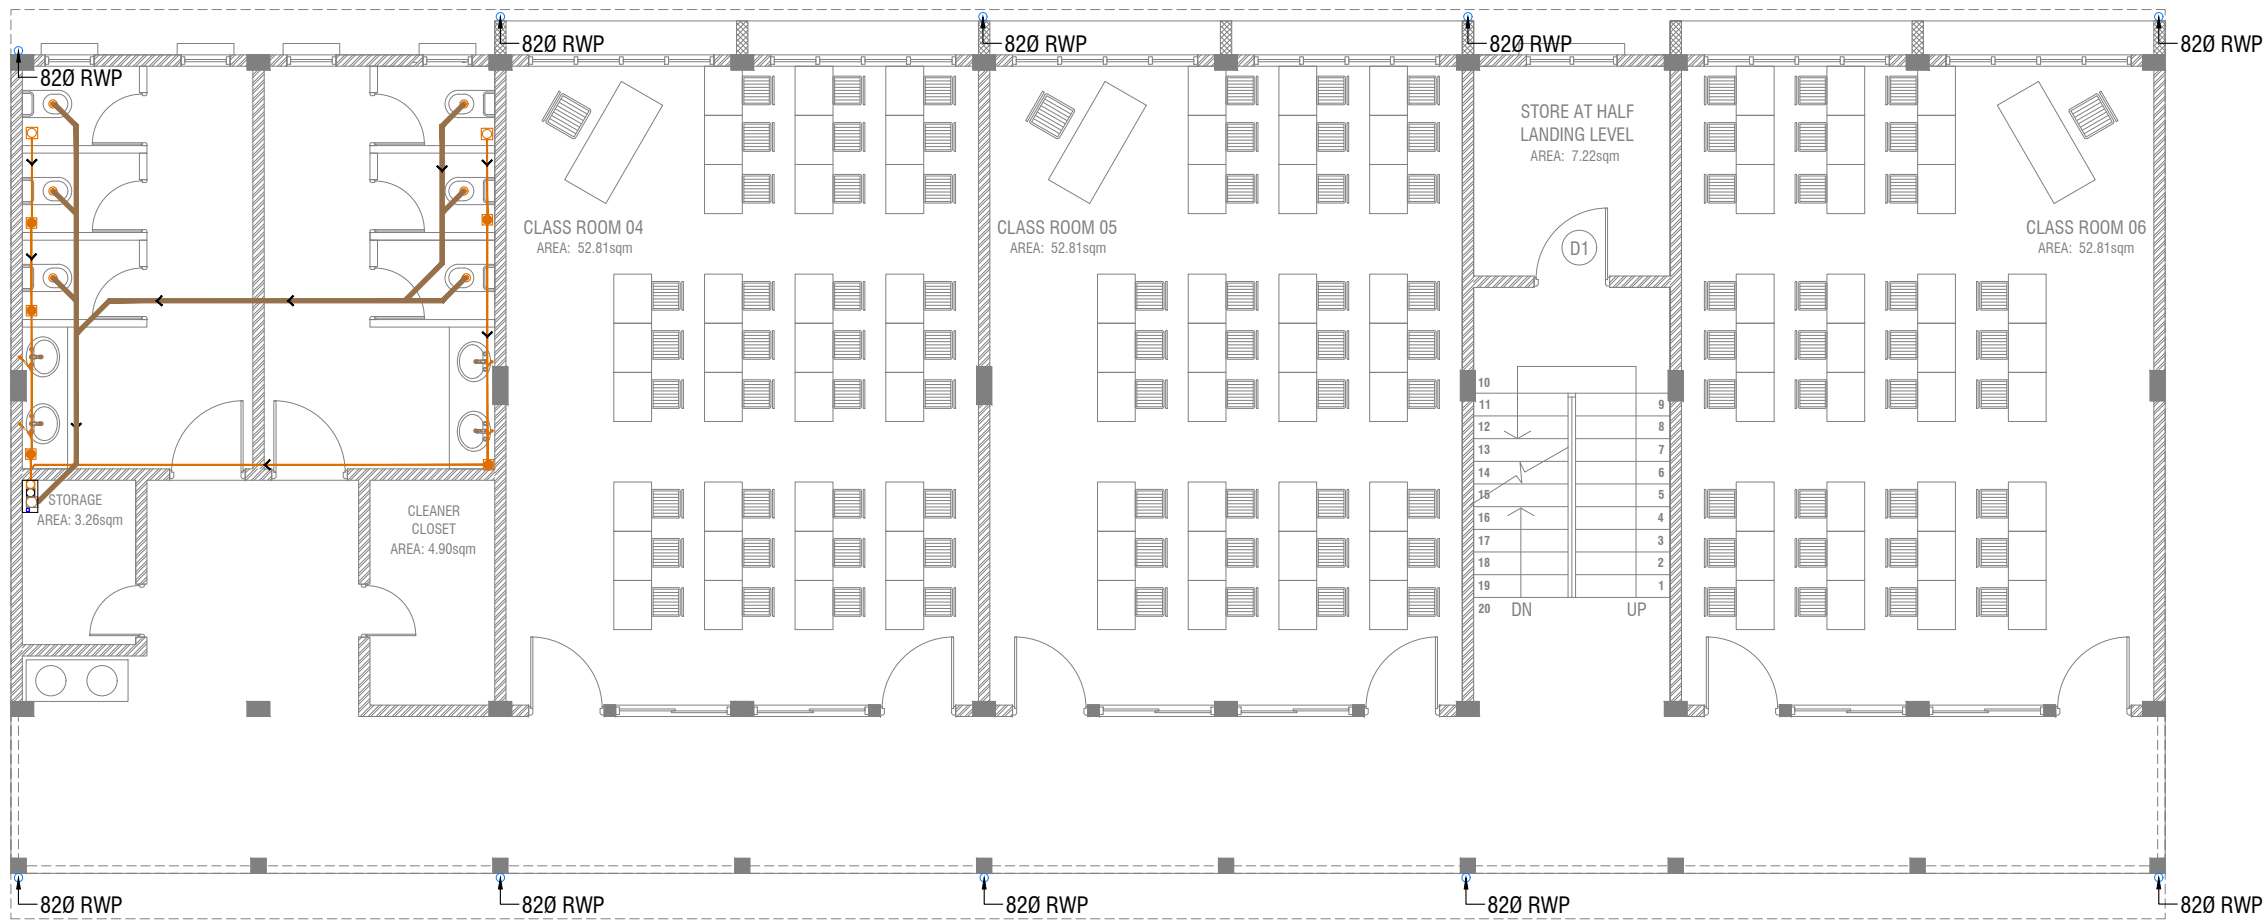 82Ø RWP
82Ø RWP
82Ø RWP
82Ø RWP
82Ø RWP
STORE AT HALF
LANDING LEVEL
AREA: 7.22sqm
CLASS ROOM 04
AREA: 52.81sqm
CLASS ROOM 05
AREA: 52.81sqm
D1
CLASS ROOM 06
AREA: 52.81sqm
10
11
12
13
14
15
16
17
18
19
20
9
8
7
6
5
4
3
2
1
DN
UP
STORAGE
AREA: 3.26sqm
CLEANER
CLOSET
AREA: 4.90sqm
82Ø RWP
82Ø RWP
82Ø RWP
82Ø RWP
82Ø RWP